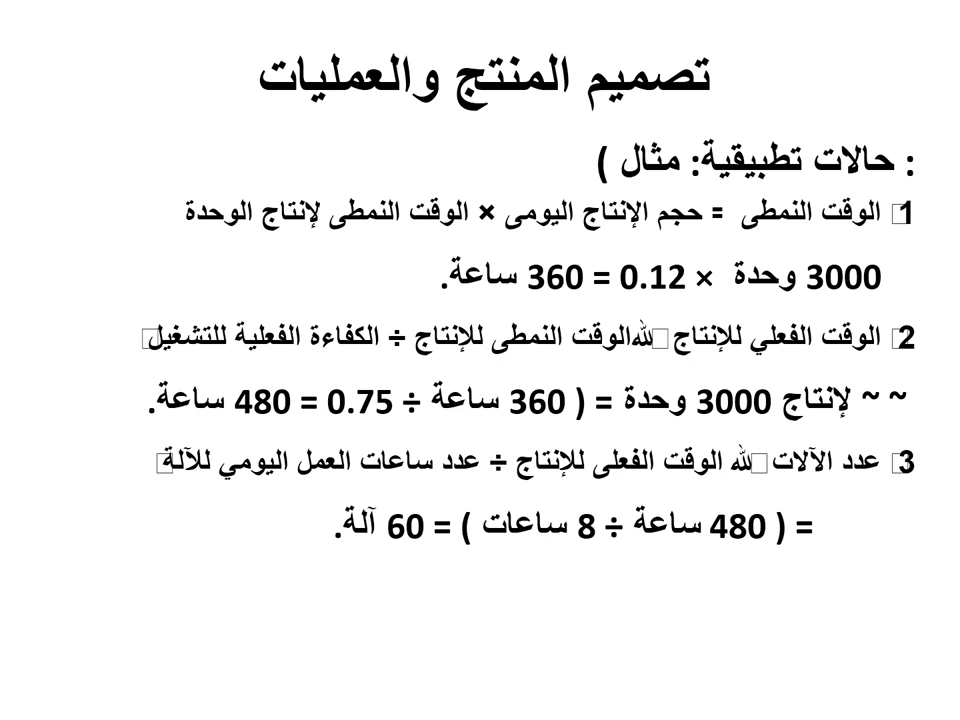 تصميم المنتج والعمليات
: حالات تطبيقية: مثال )
1 الوقت النمطى = حجم الإنتاج اليومى × الوقت النمطى لإنتاج الوحدة
3000 وحدة × 0.12 = 360 ساعة.
2 الوقت الفعلي للإنتاج ﷲ الوقت النمطى للإنتاج ÷ الكفاءة الفعلية للتشغيل
~ ~ لإنتاج 3000 وحدة = ( 360 ساعة ÷ 0.75 = 480 ساعة.
3 عدد الآلات ﷲ الوقت الفعلى للإنتاج ÷ عدد ساعات العمل اليومي للآلة
= ( 480 ساعة ÷ 8 ساعات ) = 60 آلة.